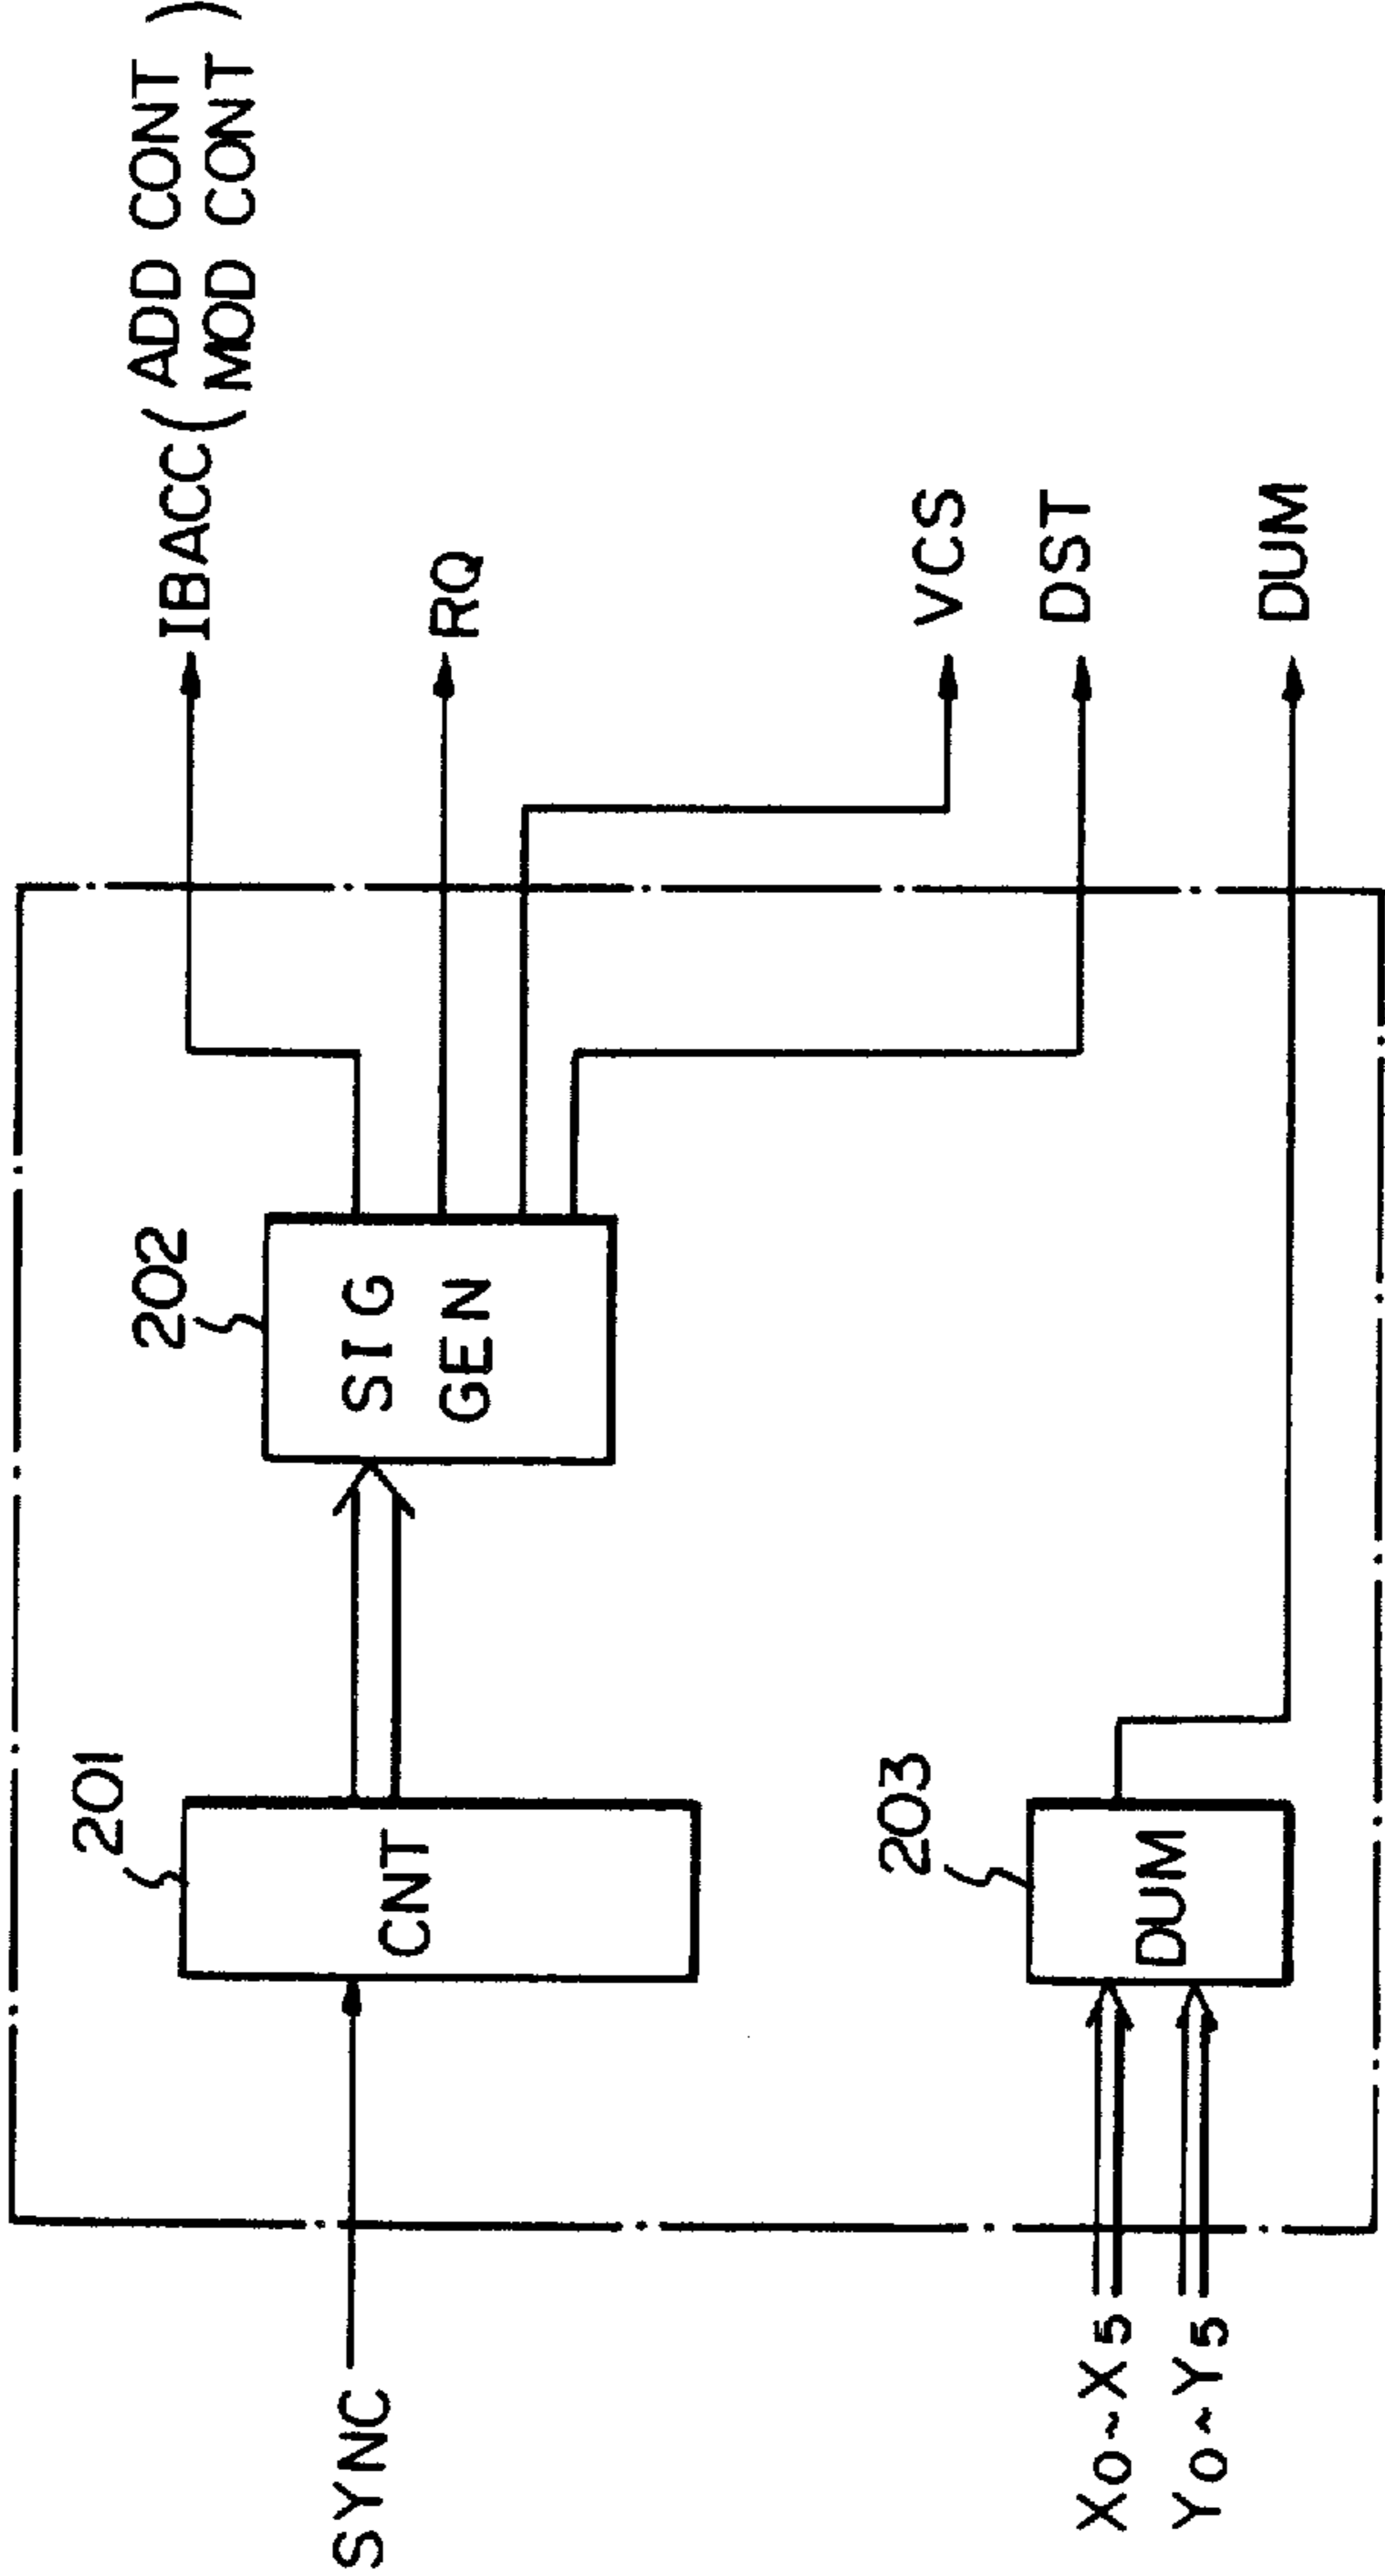 IBACC( ADD CONT )
MOD CONT
RQ
VCS
DST
DUM
202
SIG
GEN
201
CNT
203
DUM
SYNC
X0~X5
Y0~Y5